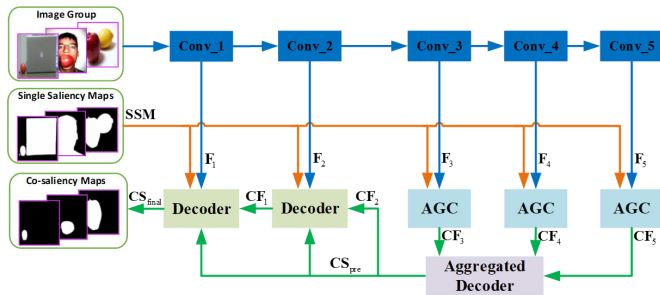 Image Group
Conv_1
Conv_2
Conv_3
Conv_4
Conv_5
Single Saliency Maps
SSM
F1
F2
F3
F4
F5
Co-saliency Maps
CSfinal
Decoder
CF1
Decoder
CF2
AGC
AGC
AGC
CF3
CF4
CF5
CSpre
Aggregated
Decoder